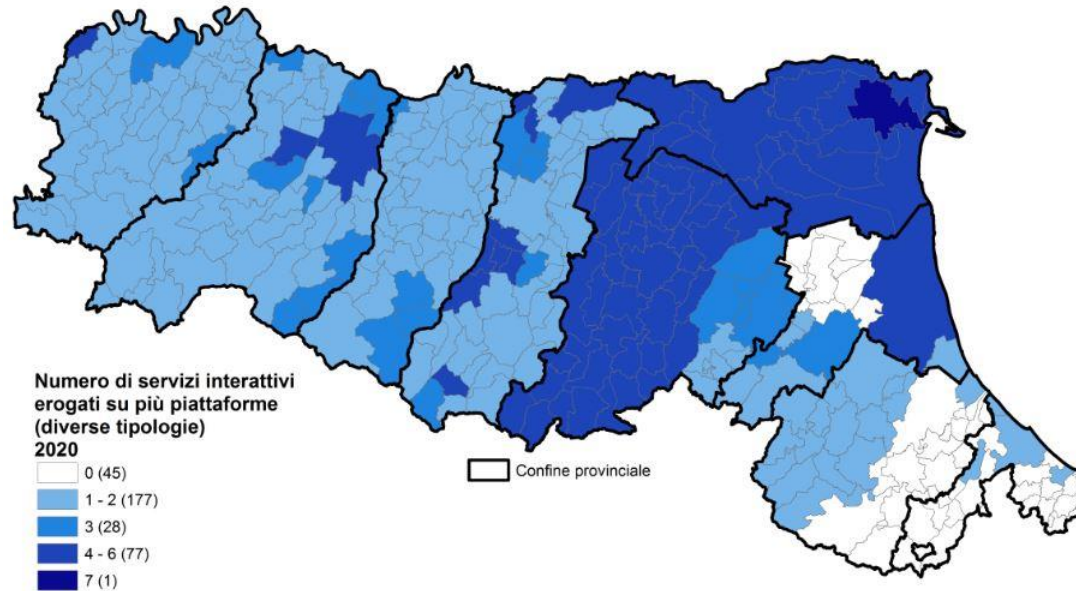 Numero di servizi interattivi
erogati su più piattaforme
(diverse tipologie)
2020
0 (45)
1 - 2 (177)
3 (28)
4 - 6 (77)
7 (1)
Confine provinciale